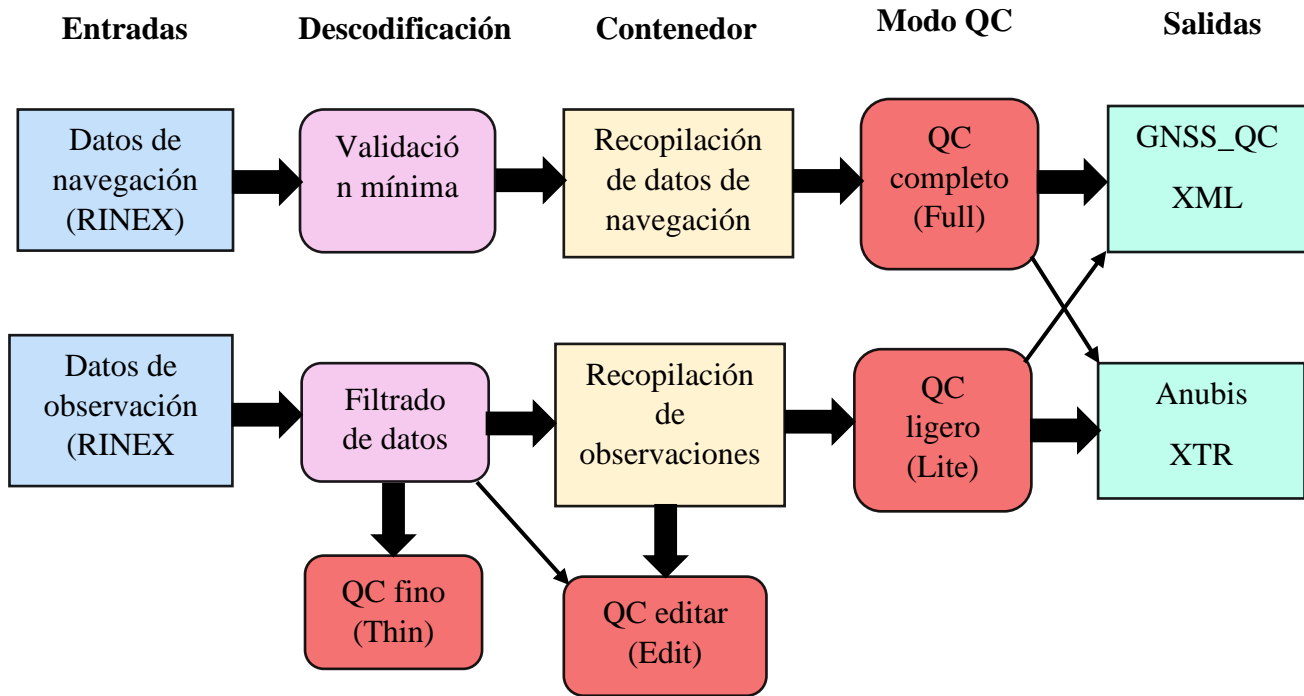 Entradas
Descodificación
Contenedor
Modo QC
Salidas
Datos de
navegación
(RINEX)
Validació
n mínima
Recopilación
de datos de
navegación
QC
completo
(Full)
GNSS_QC
XML
Datos de
observación
(RINEX
Filtrado
de datos
Recopilación
de
observaciones
QC
ligero
(Lite)
Anubis
XTR
QC fino
(Thin)
QC editar
(Edit)